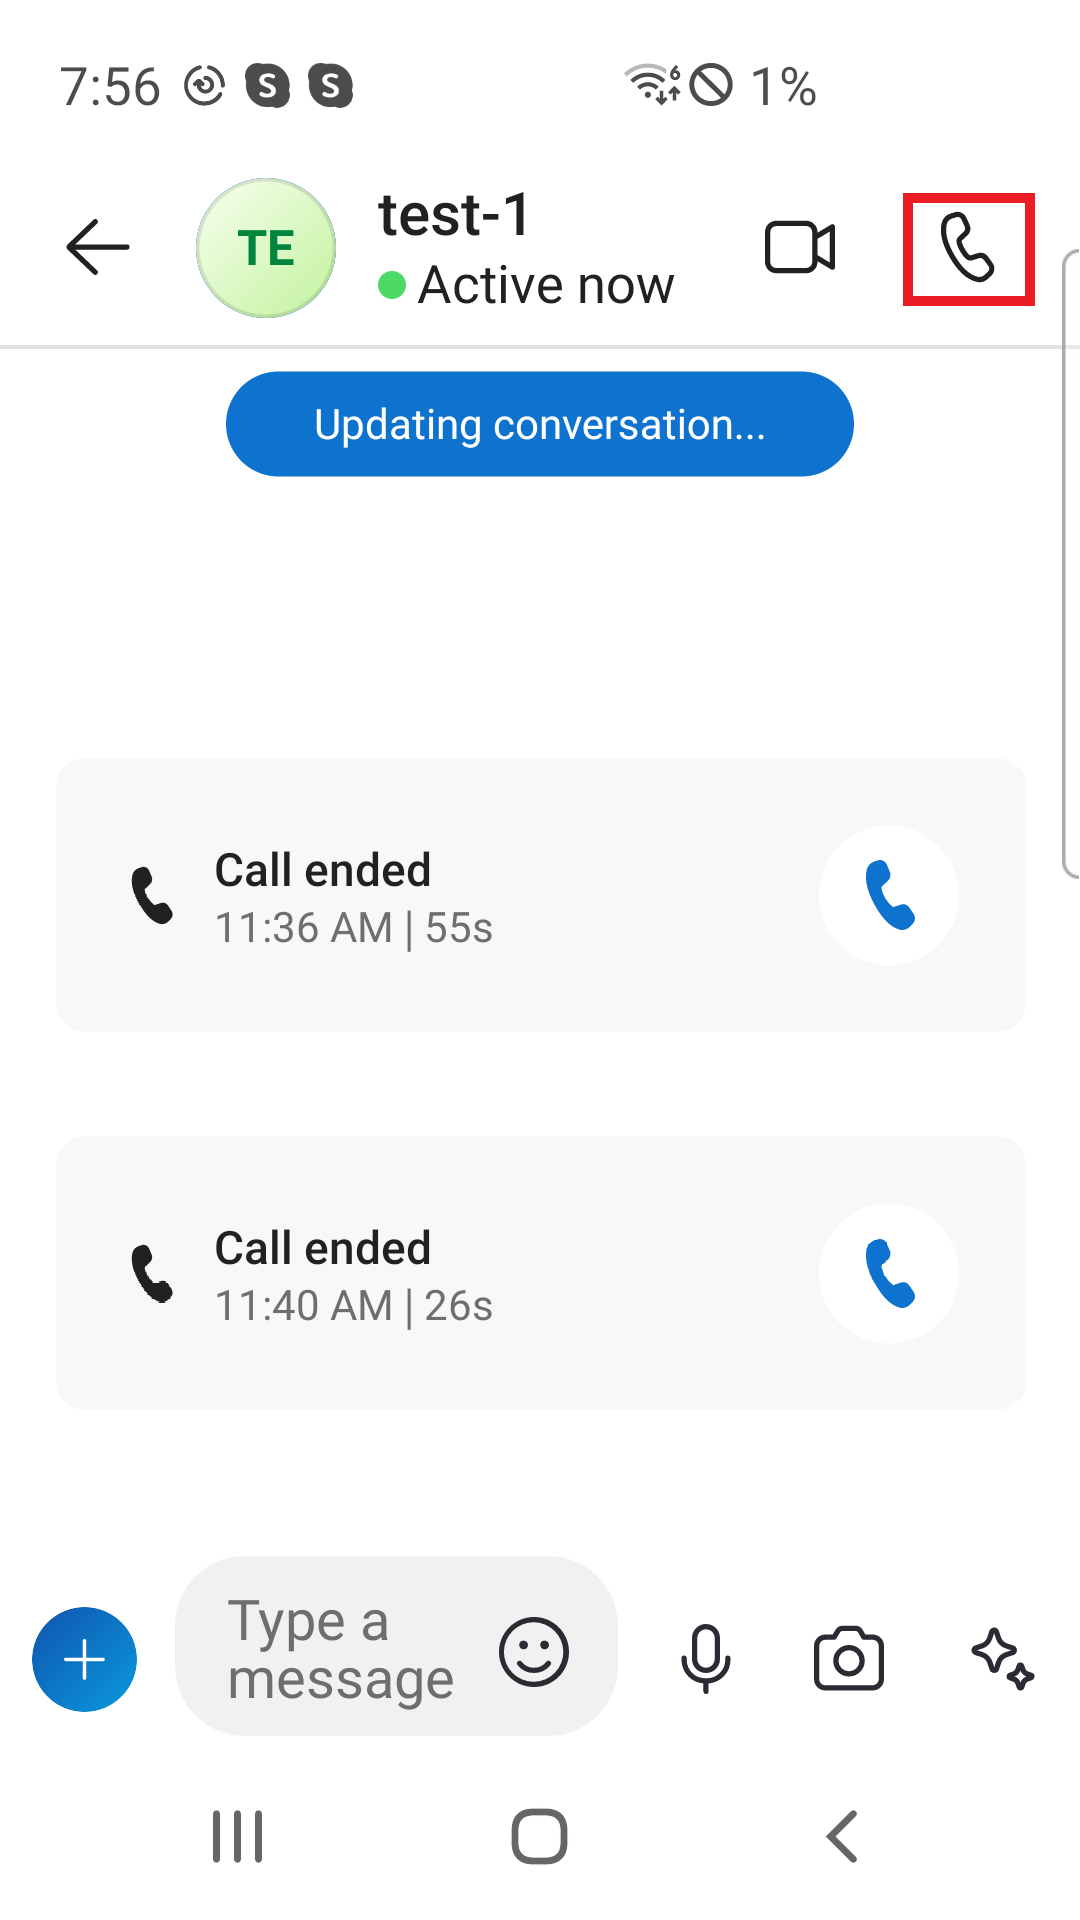 7:56 S S 6 1%
TE
test-1
Active now
Updating conversation...
Call ended
11:36 AM | 55s
Call ended
11:40 AM | 26s
Type a
message